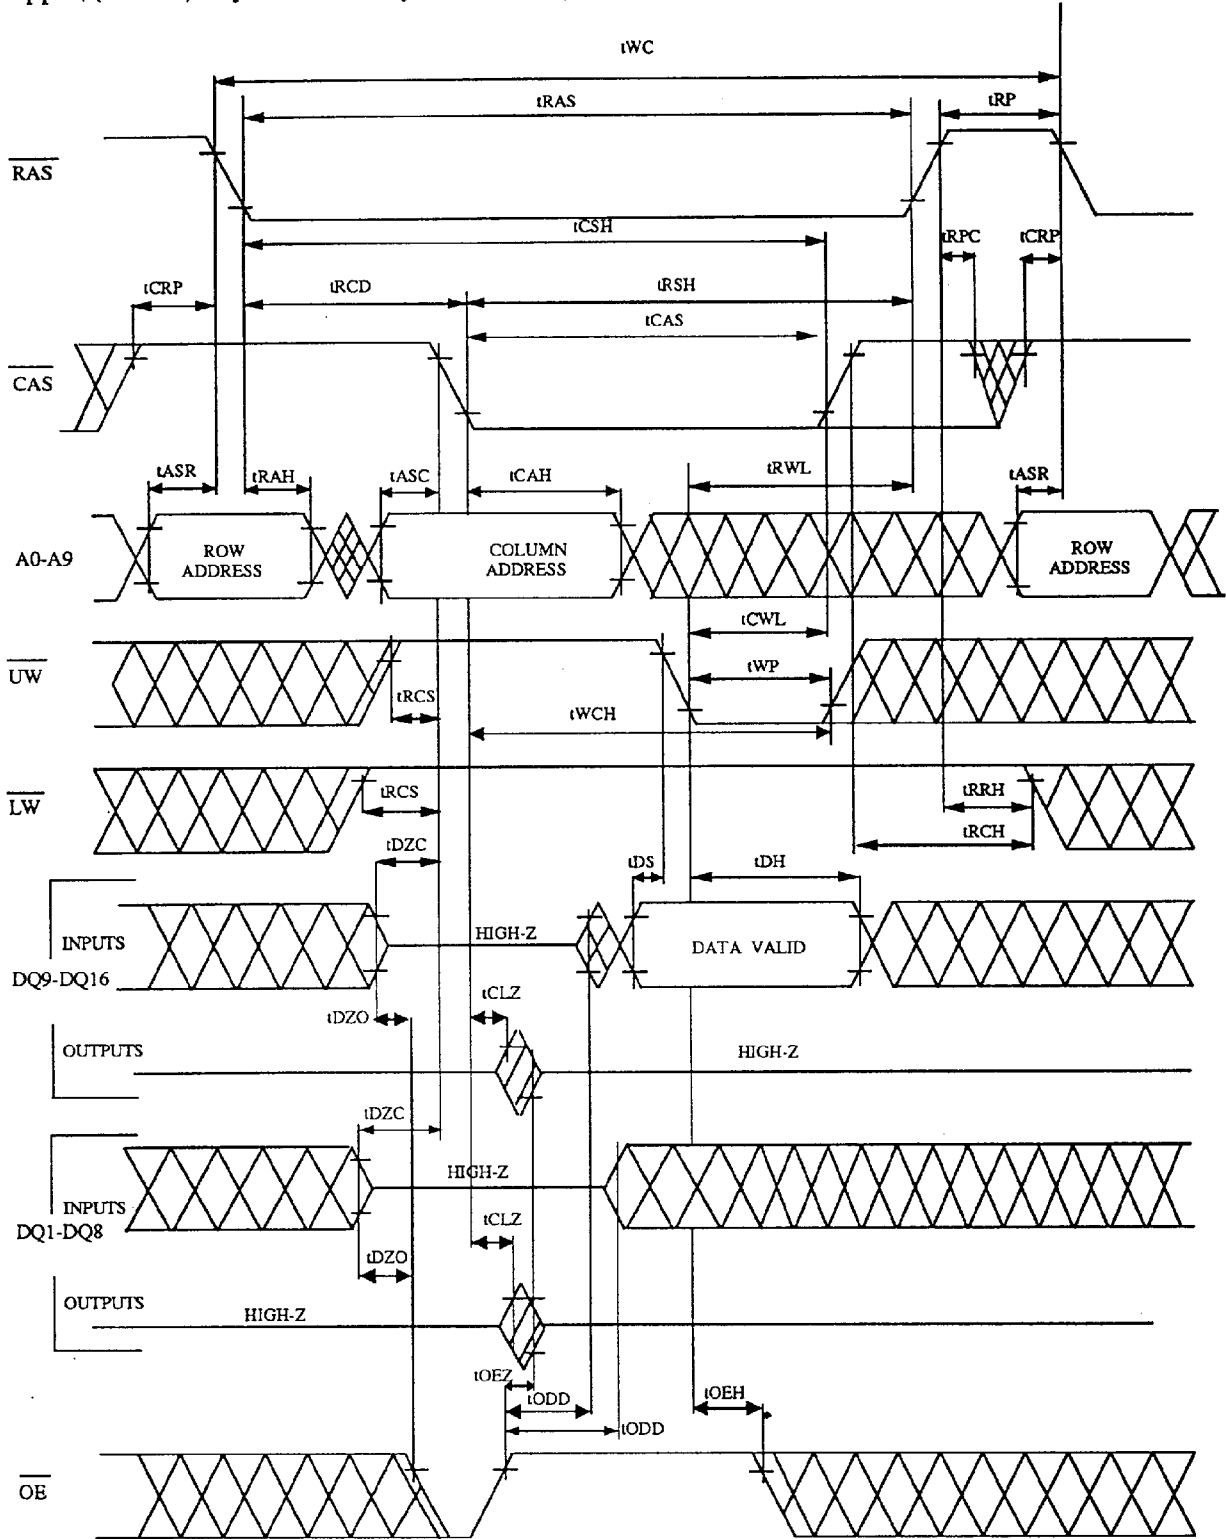 tWC
tRAS
tRP
RAS
tCSH
tRPC
tCRP
tCRP
tRCD
tRSH
tCAS
CAS
tASR
tRAH
tASC
tCAH
tRWL
tASR
A0-A9
ROW
ADDRESS
COLUMN
ADDRESS
ROW
ADDRESS
tCWL
UW
tRCS
tWP
tWCH
LW
tRCS
tRRH
tRCH
tDZC
tDS
tDH
INPUTS
HIGH-Z
DATA VALID
DQ9-DQ16
tCLZ
tDZO
OUTPUTS
HIGH-Z
tDZC
HIGH-Z
INPUTS
DQ1-DQ8
tCLZ
tDZO
OUTPUTS
HIGH-Z
tOEZ
tODD
tOEH
tODD
OE